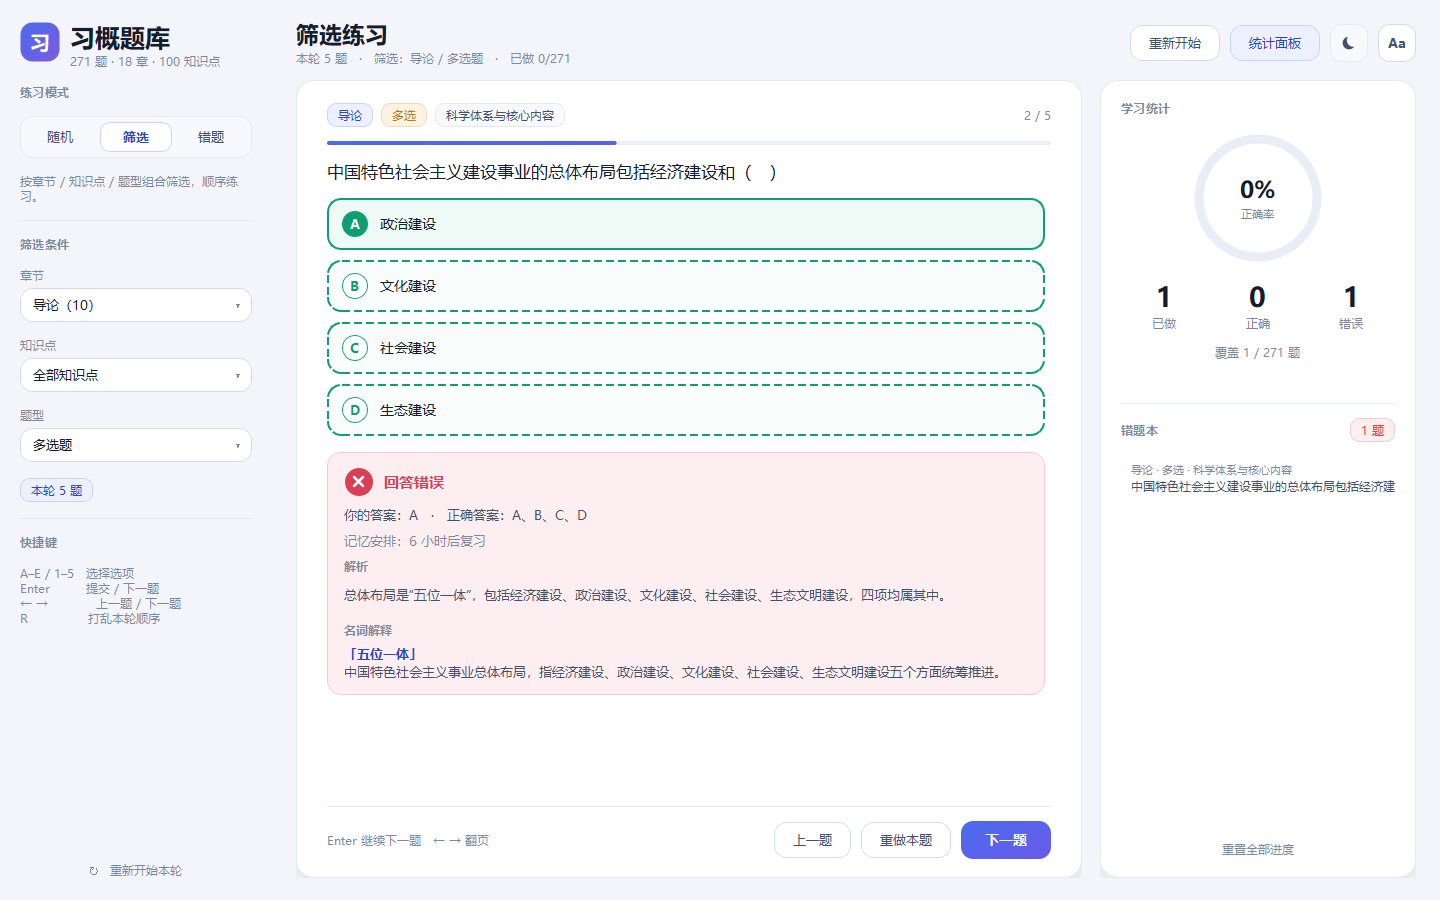 习
习概题库
271 题 · 18 章 · 100 知识点
练习模式
随机
筛选
错题
按章节 / 知识点 / 题型组合筛选，顺序练
习。
筛选条件
章节
导论（10）
知识点
全部知识点
题型
多选题
本轮 5 题
快捷键
A–E / 1–5 选择选项
Enter 提交 / 下一题
← → 上一题 / 下一题
R 打乱本轮顺序
↻ 重新开始本轮
筛选练习
本轮 5 题 · 筛选：导论 / 多选题 · 已做 0/271
重新开始
统计面板
Aa
导论
多选
科学体系与核心内容
2 / 5
中国特色社会主义建设事业的总体布局包括经济建设和（ ）
A 政治建设
B 文化建设
C 社会建设
D 生态建设
回答错误
你的答案：A · 正确答案：A、B、C、D
记忆安排：6 小时后复习
解析
总体布局是“五位一体”，包括经济建设、政治建设、文化建设、社会建设、生态文明建设，四项均属其中。
名词解释
「五位一体」
中国特色社会主义事业总体布局，指经济建设、政治建设、文化建设、社会建设、生态文明建设五个方面统筹推进。
Enter 继续下一题 ← → 翻页
上一题
重做本题
下一题
学习统计
0%
正确率
1
已做
0
正确
1
错误
覆盖 1 / 271 题
错题本
1 题
导论 · 多选 · 科学体系与核心内容
中国特色社会主义建设事业的总体布局包括经济建
重置全部进度